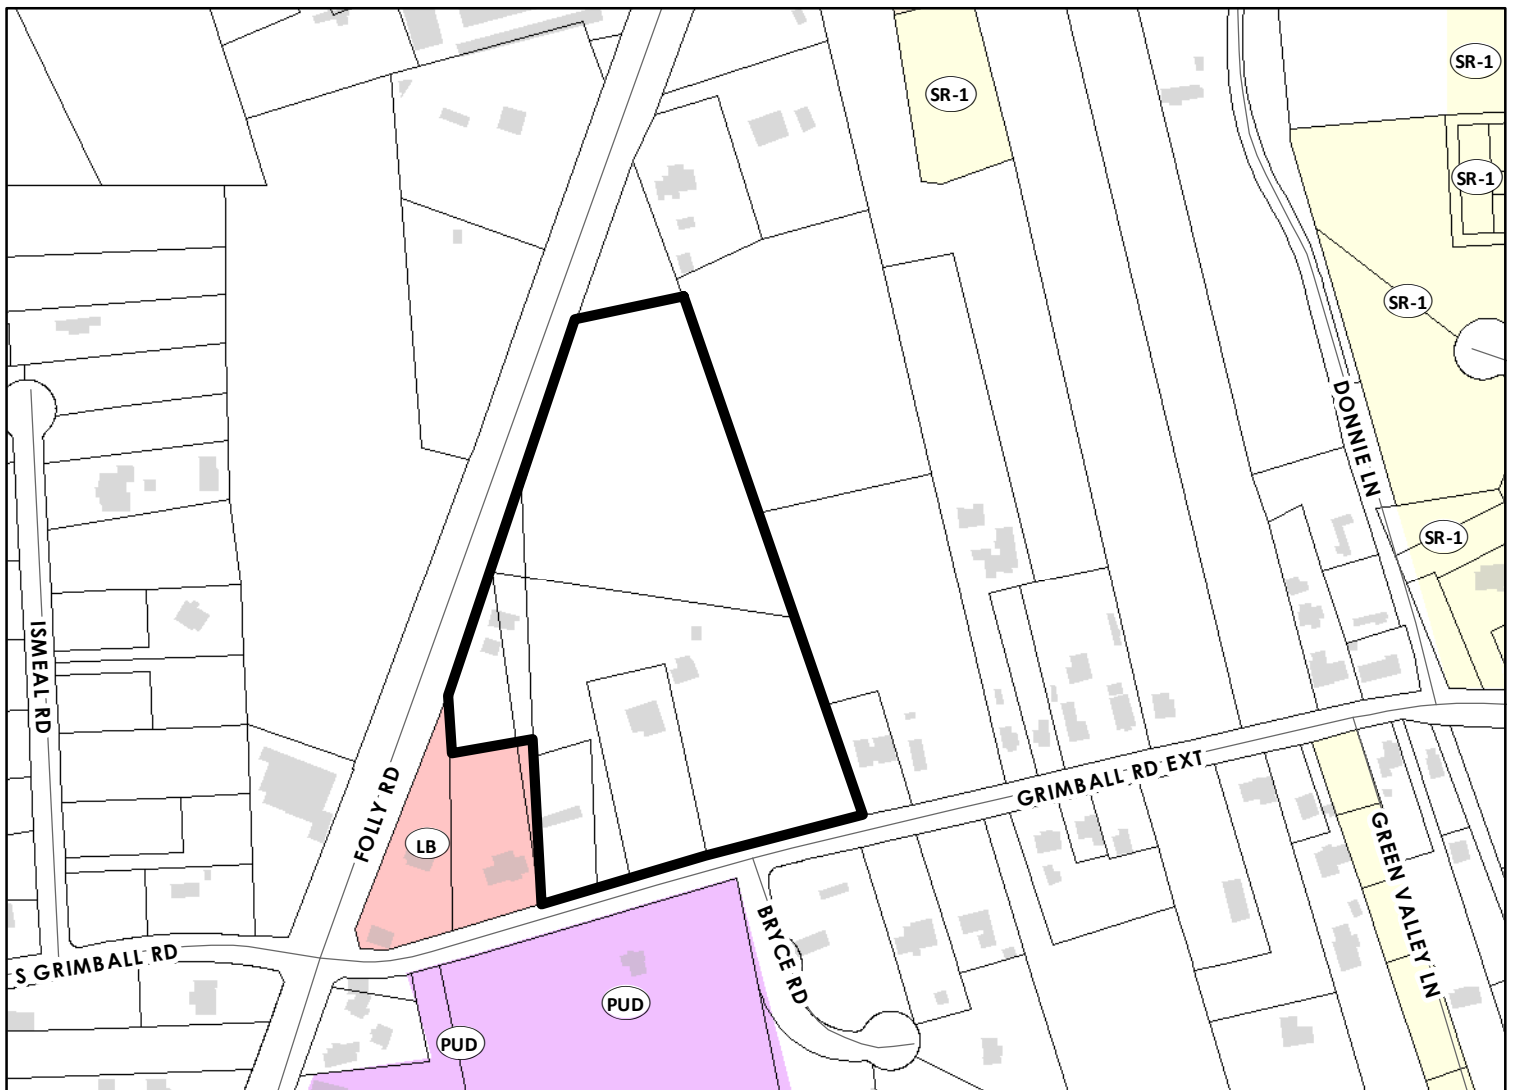 SR-1
SR-1
SR-1
SR-1
DONNIE LN
SR-1
ISMEAL RD
FOLLY RD
LB
GRIMBALL RD EXT
GREEN VALLEY LN
BRYCE RD
S GRIMBALL RD
PUD
PUD